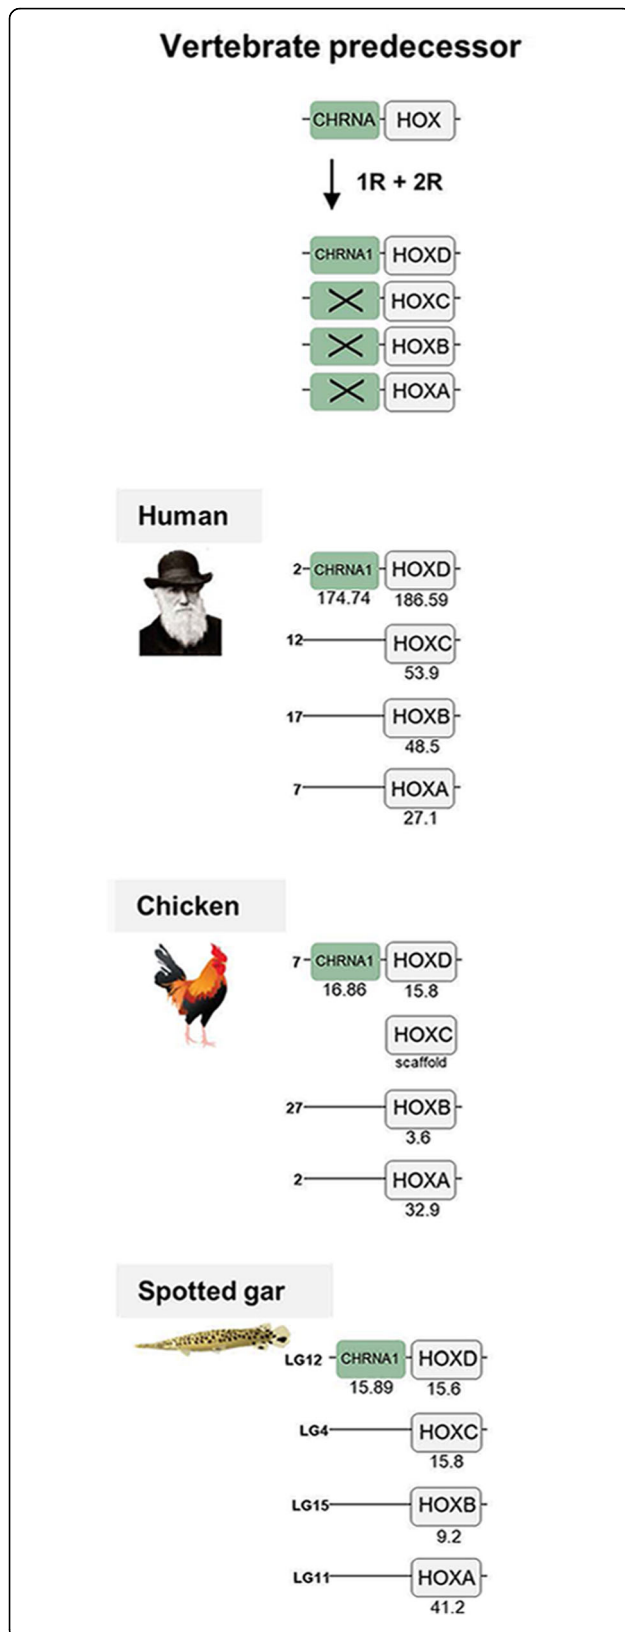 Vertebrate predecessor
CHRNA HOX
1R + 2R
CHRNA1 HOXD
HOXC
HOXB
HOXA
Human
2 CHRNA1 HOXD
174.74 186.59
12 HOXC
53.9
17 HOXB
48.5
7 HOXA
27.1
Chicken
7 CHRNA1 HOXD
16.86 15.8
HOXC
scaffold
27 HOXB
3.6
2 HOXA
32.9
Spotted gar
LG12 CHRNA1 HOXD
15.89 15.6
LG4 HOXC
15.8
LG15 HOXB
9.2
LG11 HOXA
41.2